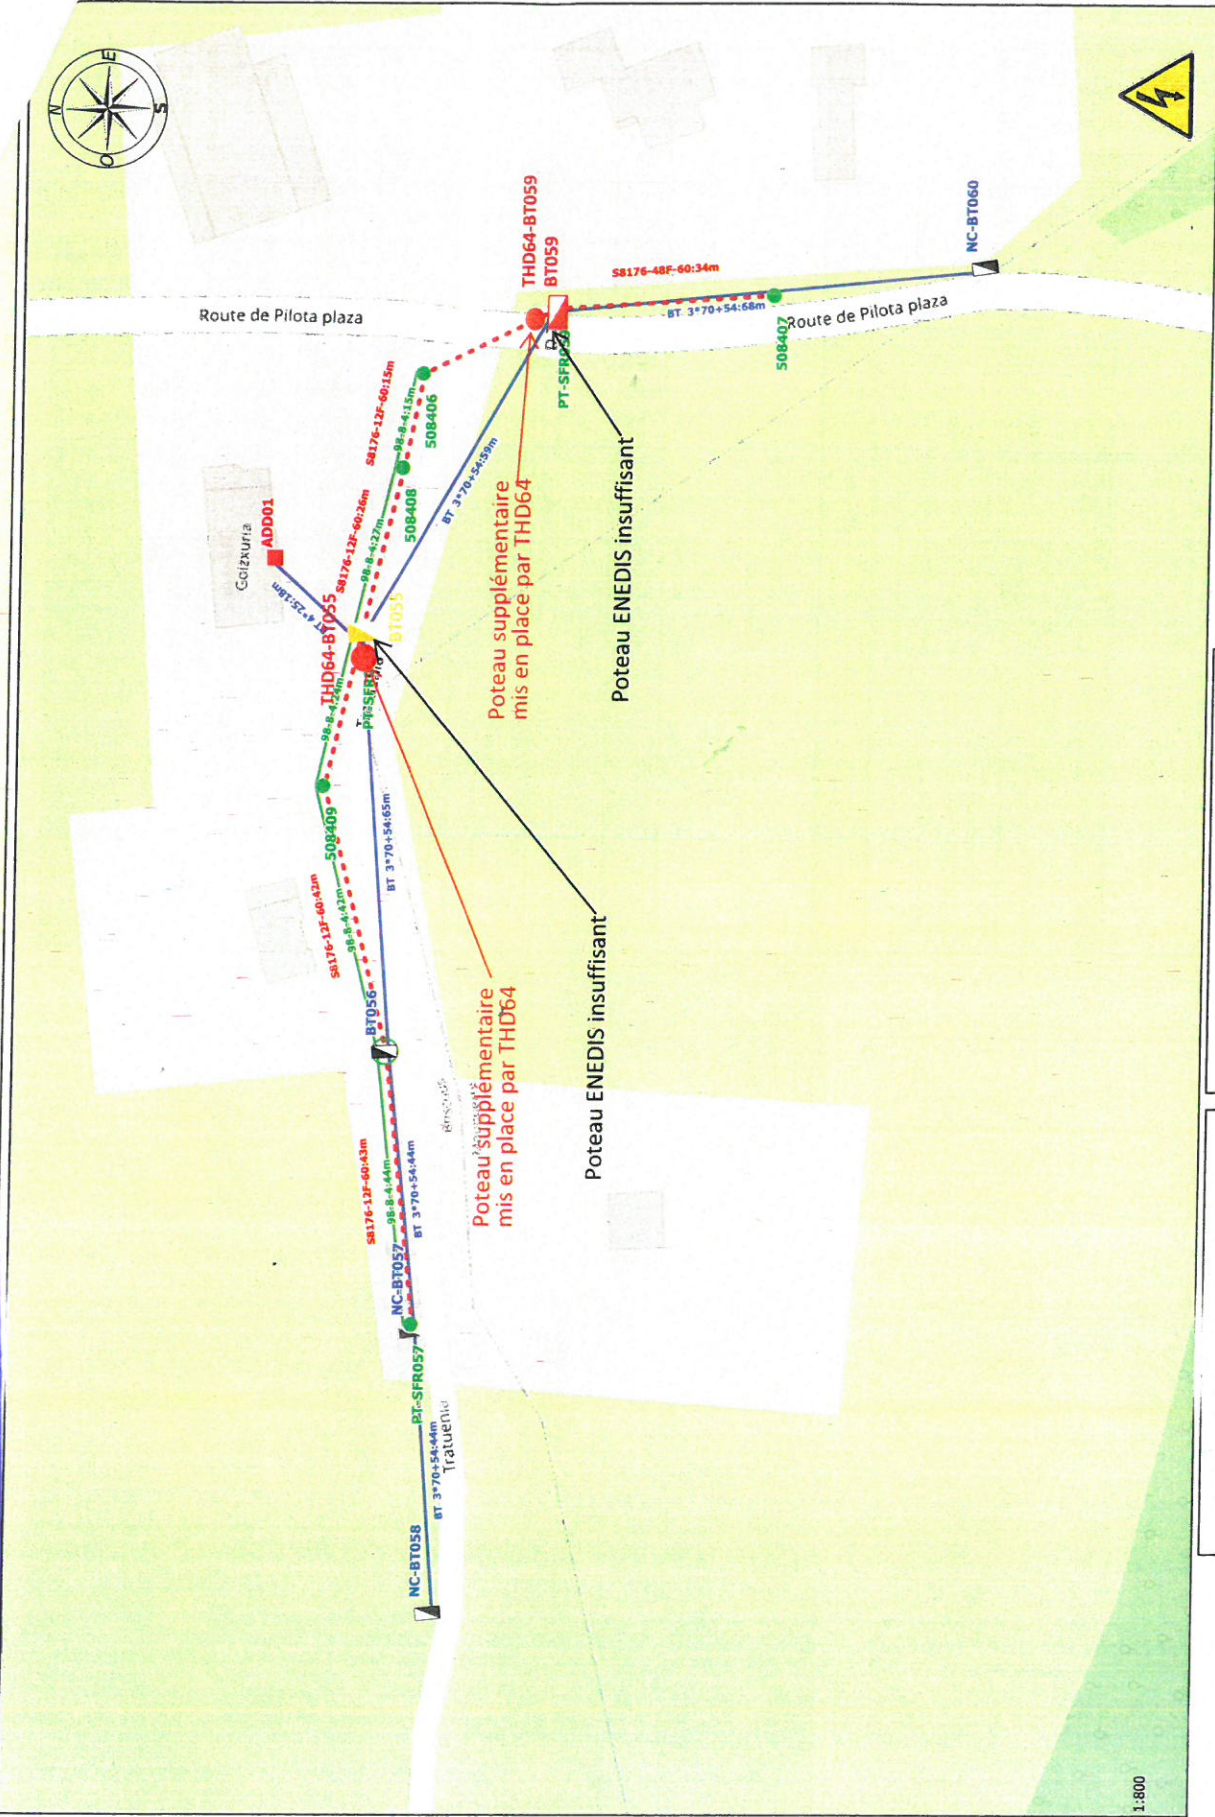 N
E
S
O
Route de Pilota plaza
THD64-BT059
BT059
S8176-48F-60:34m
NC-BT060
BT 3*70+54:68m
Route de Pilota plaza
508407
S8176-12F-60:15m
98-8-4:15m
508406
508408
BT 3*70+54:59m
Goizxuria
ADD01
BT 4*25:18m
S8176-12F-60:26m
98-8-4:27m
THD64-BT055
BT055
98-8-4:24m
508409
BT 3*70+54:65m
S8176-12F-60:42m
98-8-4:42m
BT056
S8176-12F-60:43m
98-8-4:44m
BT 3*70+54:44m
NC-BT057
PT-SFR057
BT 3*70+54:44m
Tratuenia
NC-BT058
Poteau supplémentaire
mis en place par THD64
Poteau ENEDIS insuffisant
Poteau supplémentaire
mis en place par THD64
Poteau ENEDIS insuffisant
1:800